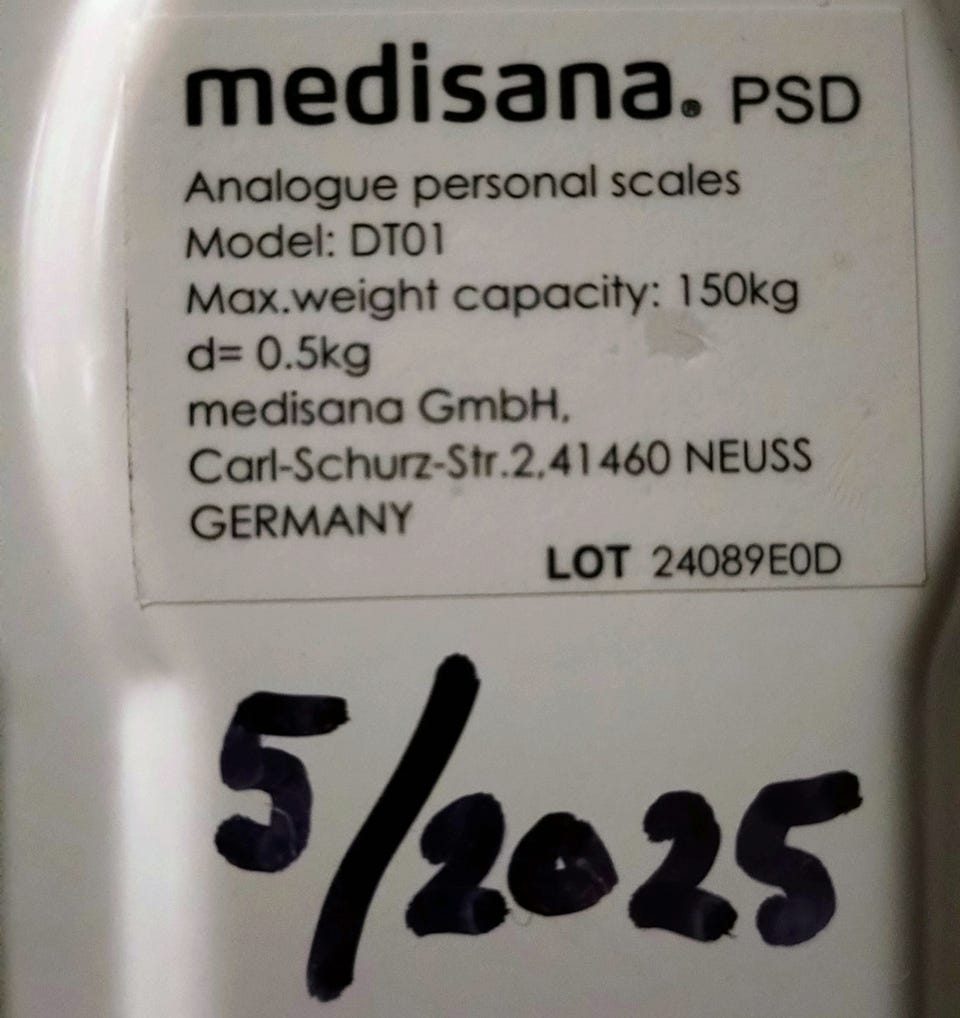 medisana.® PSD
Analogue personal scales
Model: DT01
Max.weight capacity: 150kg
d= 0.5kg
medisana GmbH,
Carl-Schurz-Str.2,41460 NEUSS
GERMANY
LOT 24089E0D
5/2025